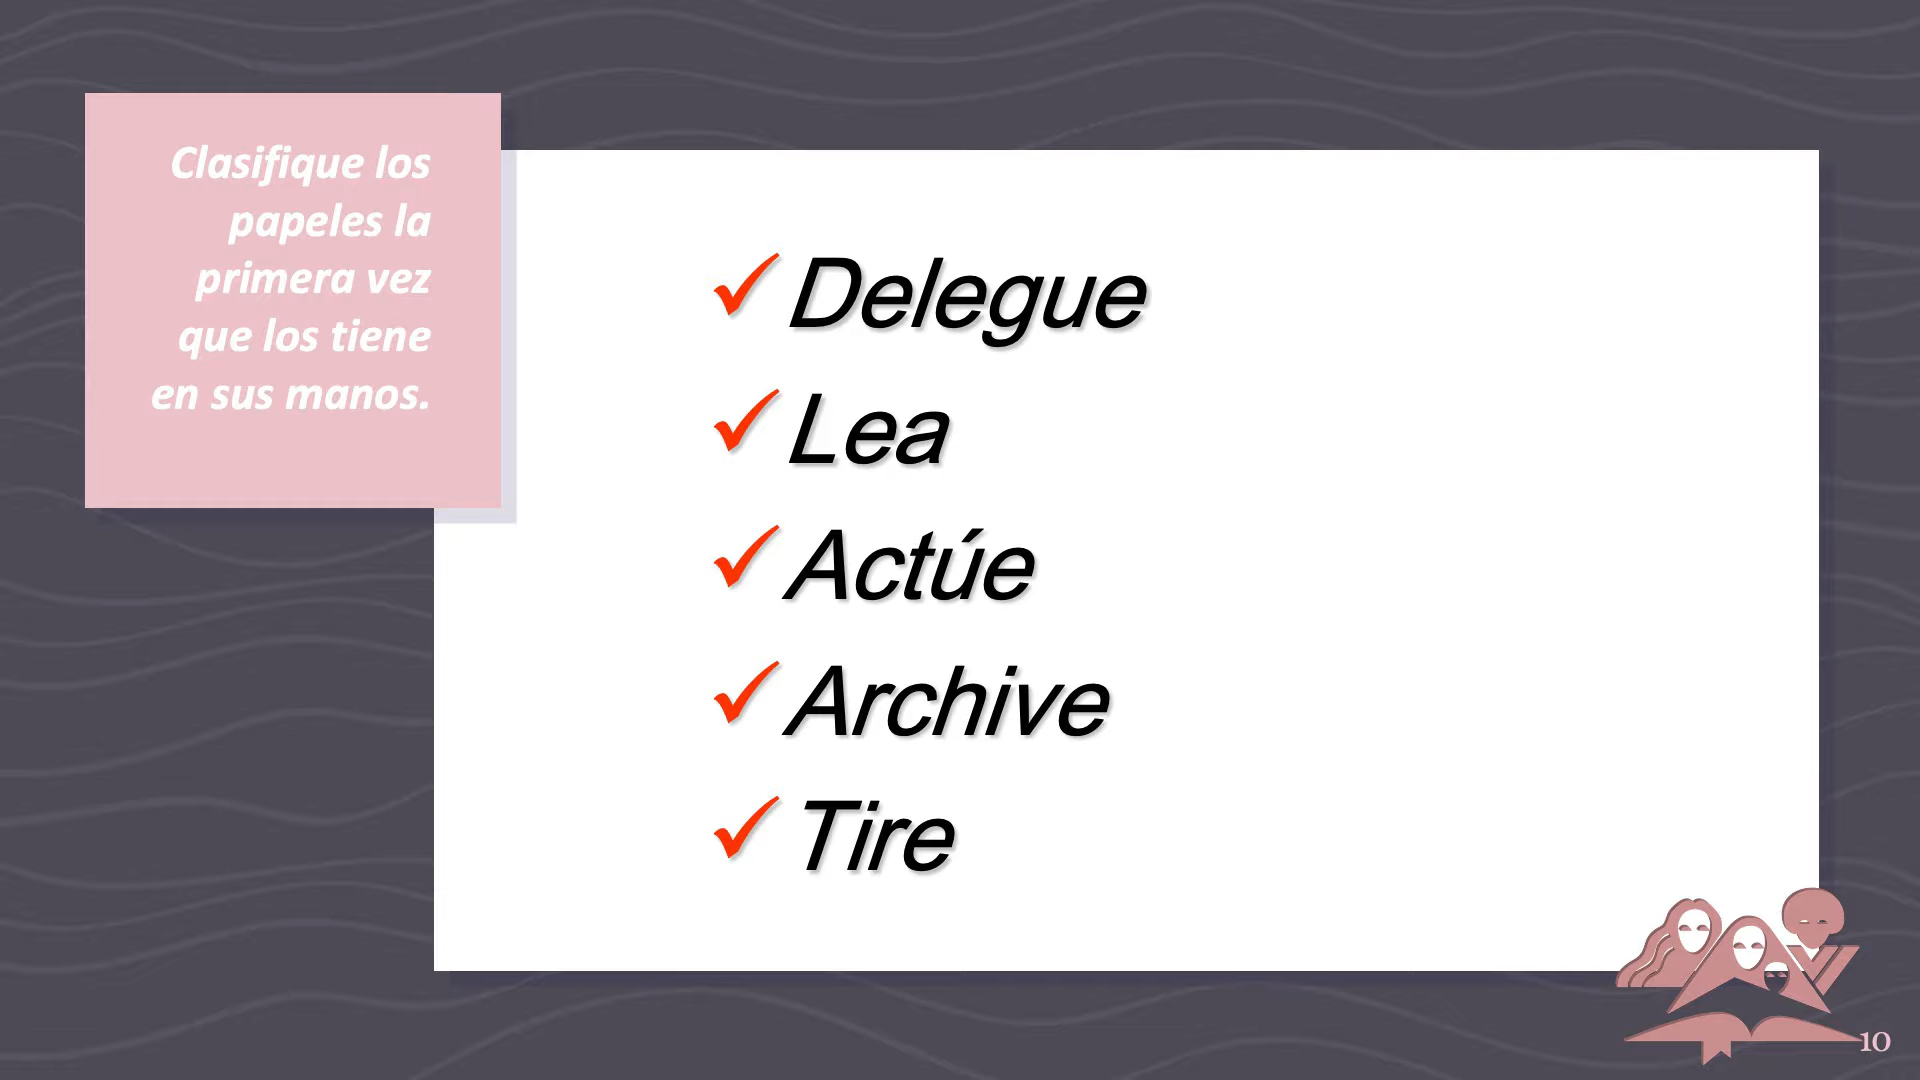 Clasifique los
papeles la
primera vez
que los tiene
en sus manos.
Delegue
Lea
Actúe
Archive
Tire
10